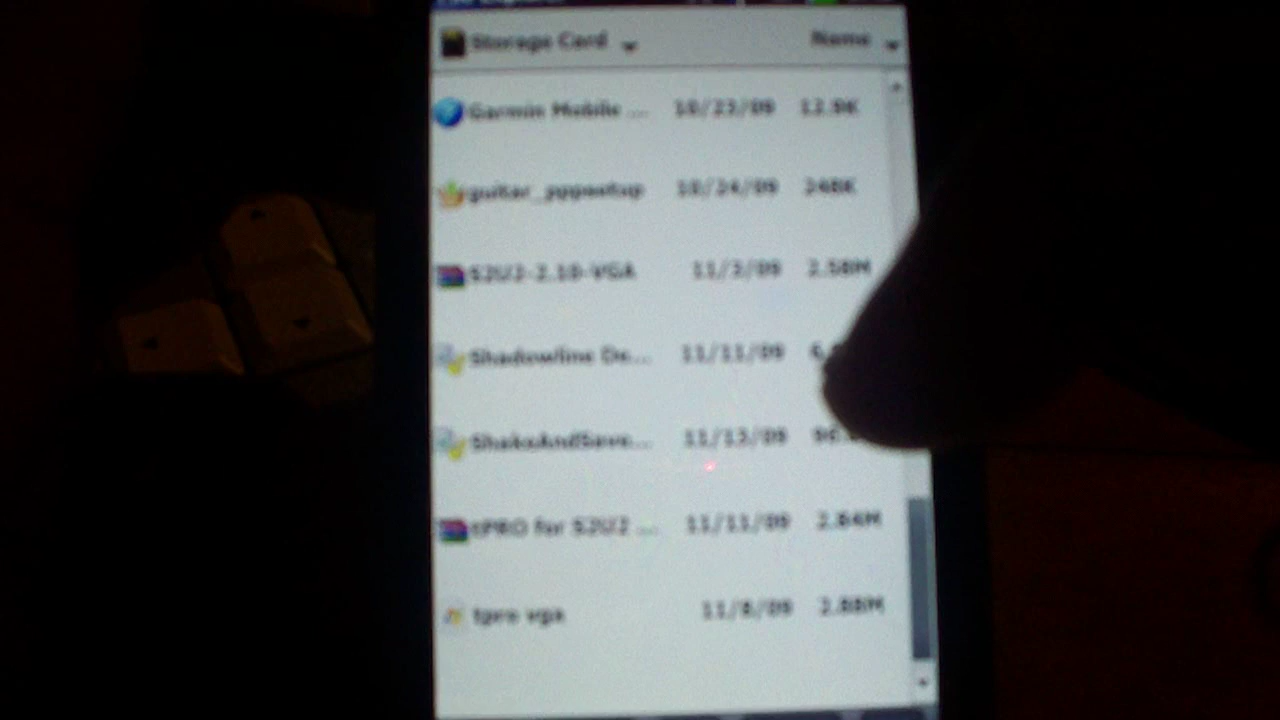 Storage Card Name
Garmin Mobile ... 10/23/09 12.9K
guitar_pppsetup 10/24/09 248K
S2U2-2.10-VGA 11/3/09 2.58M
Shadowline De... 11/11/09
ShakeAndSave... 11/13/09
tPRO for S2U2 ... 11/11/09 2.84M
tpro vga 11/8/09 2.88M